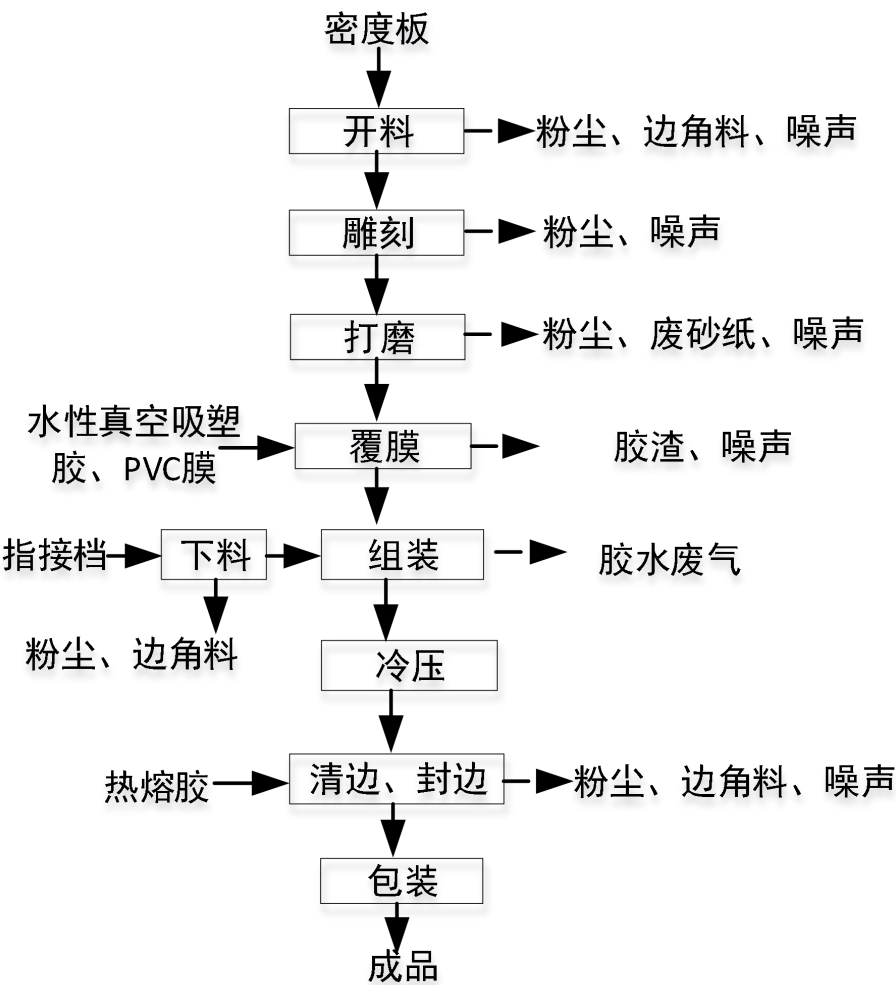 密度板
开料
粉尘、边角料、噪声
雕刻
粉尘、噪声
打磨
粉尘、废砂纸、噪声
水性真空吸塑
胶、PVC膜
覆膜
胶渣、噪声
指接档
下料
组装
胶水废气
粉尘、边角料
冷压
热熔胶
清边、封边
粉尘、边角料、噪声
包装
成品